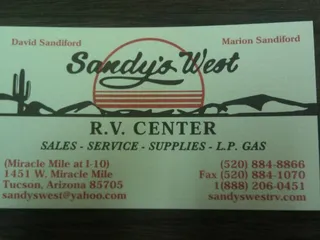 David Sandiford Marion Sandiford
Sandy's West
R.V. CENTER
SALES - SERVICE - SUPPLIES - L.P. GAS
(Miracle Mile at I-10) (520) 884-8866
1451 W. Miracle Mile Fax (520) 884-1070
Tucson, Arizona 85705 1(888) 206-0451
sandyswest@yahoo.com sandyswestrv.com